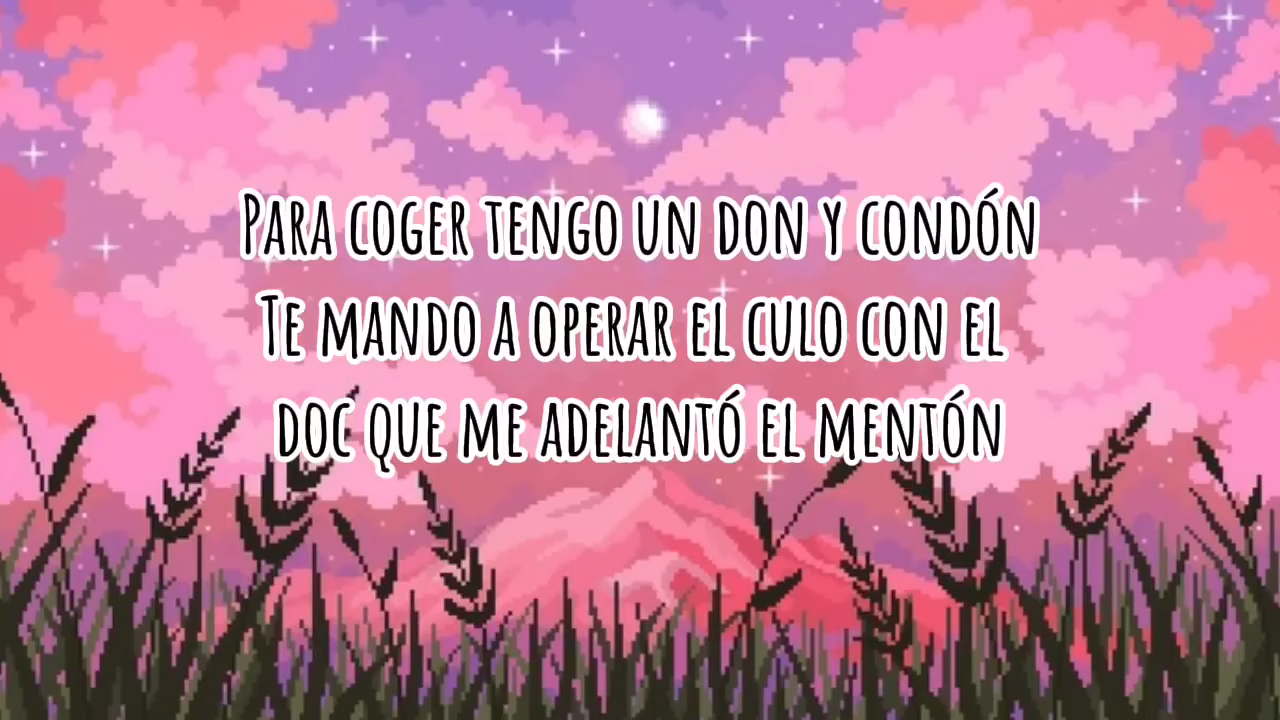 Para coger tengo un don y condón
Te mando a operar el culo con el
doc que me adelantó el mentón